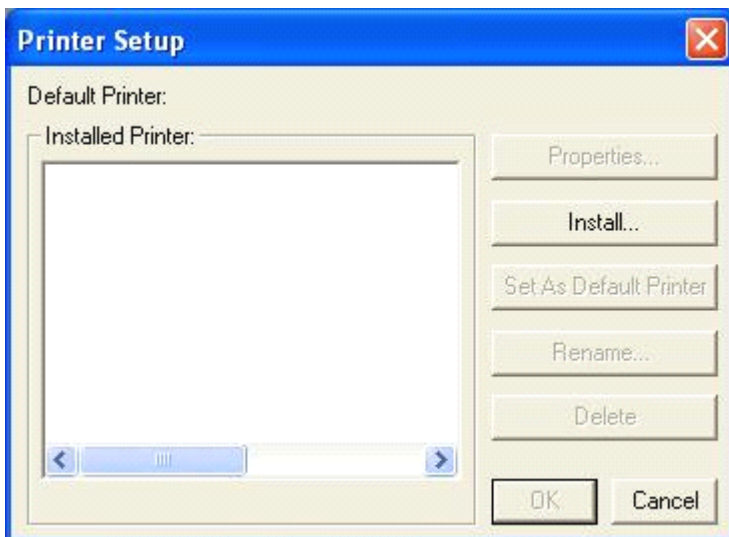 Printer Setup
Default Printer:
Installed Printer:
Properties...
Install...
Set As Default Printer
Rename...
Delete
OK
Cancel